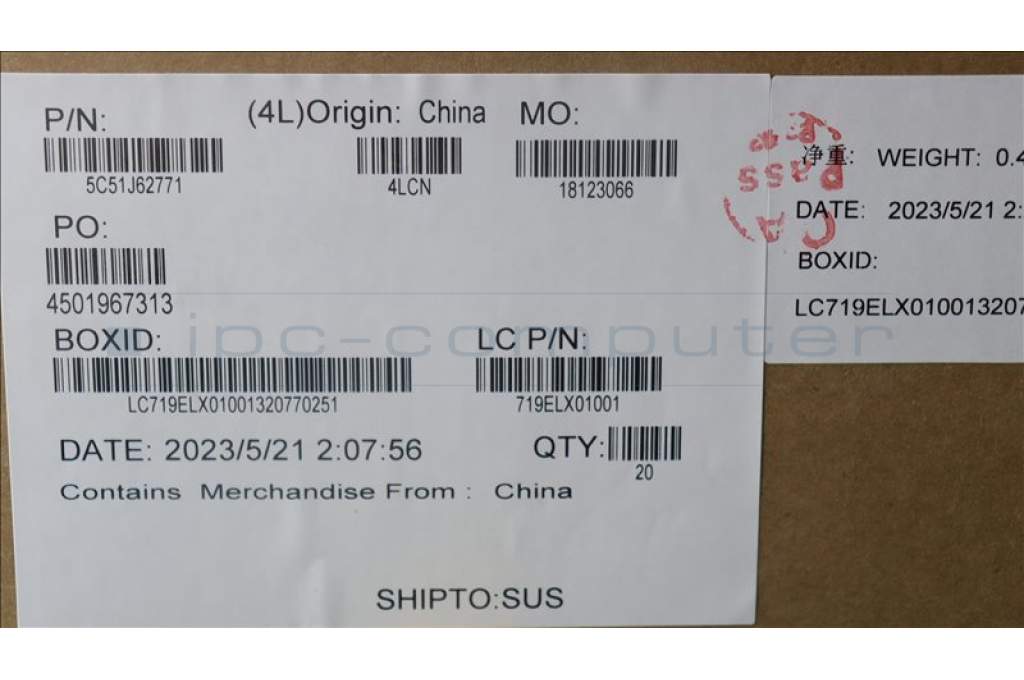 P/N: (4L)Origin: China MO:
5C51J62771 4LCN 18123066
PO:
4501967313
BOXID: LC P/N:
LC719ELX01001320770251 719ELX01001
DATE: 2023/5/21 2:07:56 QTY:
20
Contains Merchandise From : China
SHIPTO:SUS
净重: WEIGHT: 0.4
DATE: 2023/5/21 2:
BOXID:
LC719ELX0100132077
Pass
ipc-computer